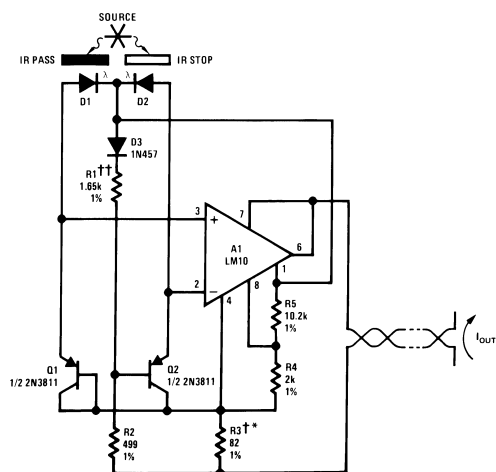 SOURCE
IR PASS
IR STOP
λ
λ
D1
D2
D3
1N457
R1††
1.65k
1%
3
+
7
A1
LM10
6
1
2
−
4
8
R5
10.2k
1%
IOUT
Q1
1/2 2N3811
Q2
1/2 2N3811
R4
2k
1%
R2
499
1%
R3†*
82
1%